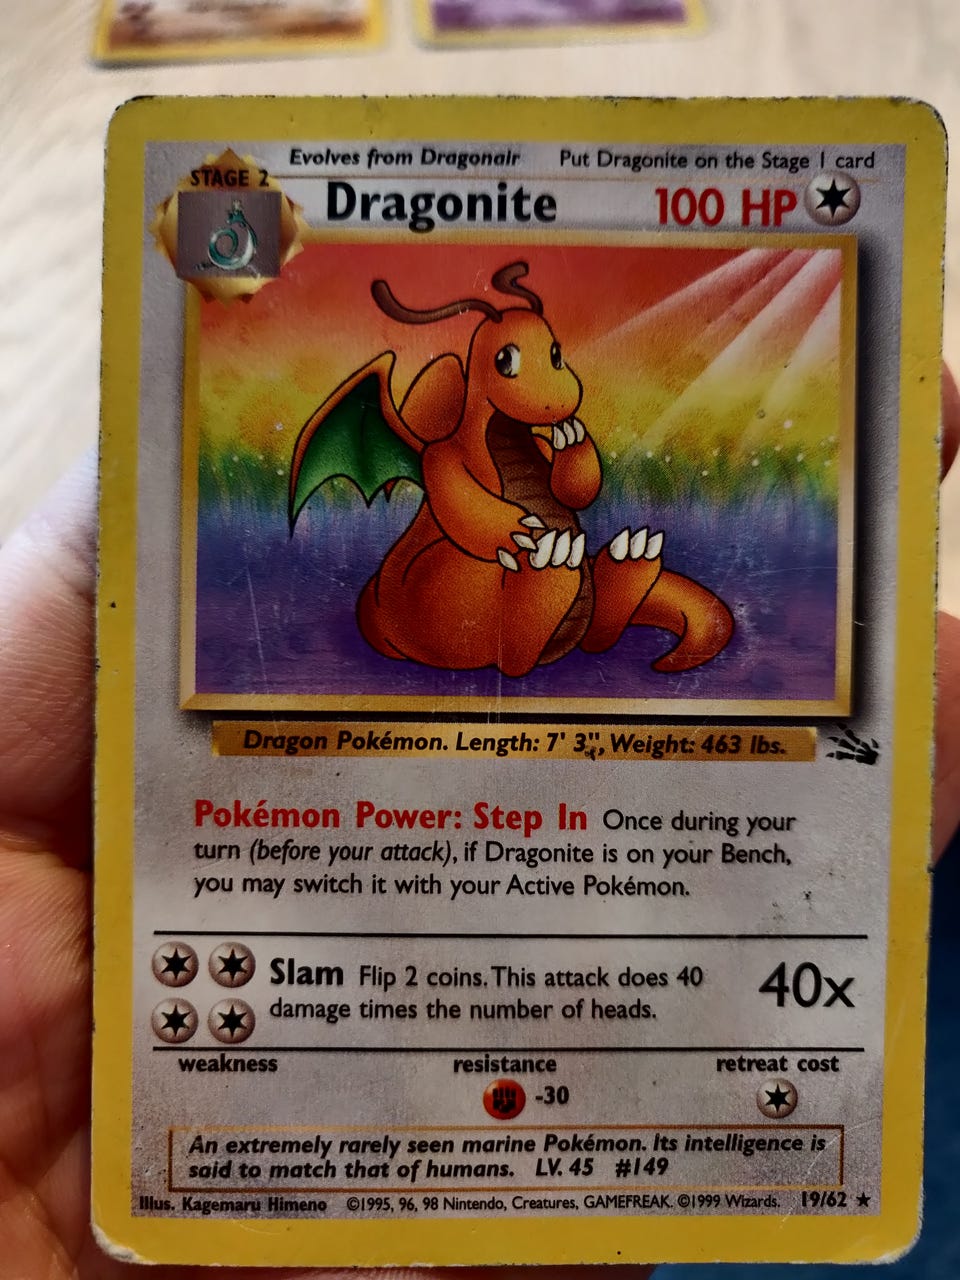 Evolves from Dragonair Put Dragonite on the Stage 1 card
STAGE 2
Dragonite 100 HP
Dragon Pokémon. Length: 7' 3", Weight: 463 lbs.
Pokémon Power: Step In Once during your
turn (before your attack), if Dragonite is on your Bench,
you may switch it with your Active Pokémon.
Slam Flip 2 coins. This attack does 40
damage times the number of heads.
40x
weakness resistance retreat cost
-30
An extremely rarely seen marine Pokémon. Its intelligence is
said to match that of humans. LV. 45 #149
Illus. Kagemaru Himeno ©1995, 96, 98 Nintendo, Creatures, GAMEFREAK. ©1999 Wizards. 19/62